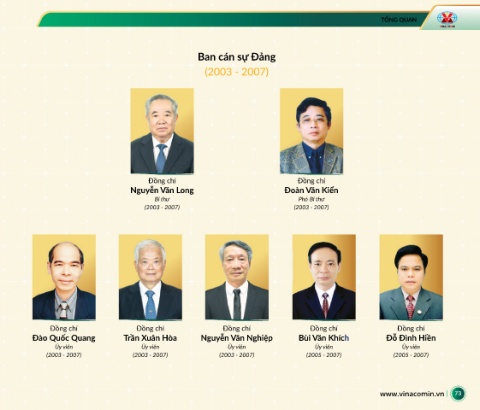 TỔNG QUAN
Ban cán sự Đảng
(2003 - 2007)
Đồng chí
Nguyễn Văn Long
Bí thư
(2003 - 2007)
Đồng chí
Đoàn Văn Kiển
Phó Bí thư
(2003 - 2007)
Đồng chí
Đào Quốc Quang
Ủy viên
(2003 - 2007)
Đồng chí
Trần Xuân Hòa
Ủy viên
(2003 - 2007)
Đồng chí
Nguyễn Văn Nghiệp
Ủy viên
(2003 - 2007)
Đồng chí
Bùi Văn Khích
Ủy viên
(2005 - 2007)
Đồng chí
Đỗ Đình Hiền
Ủy viên
(2005 - 2007)
www.vinacomin.vn | 73